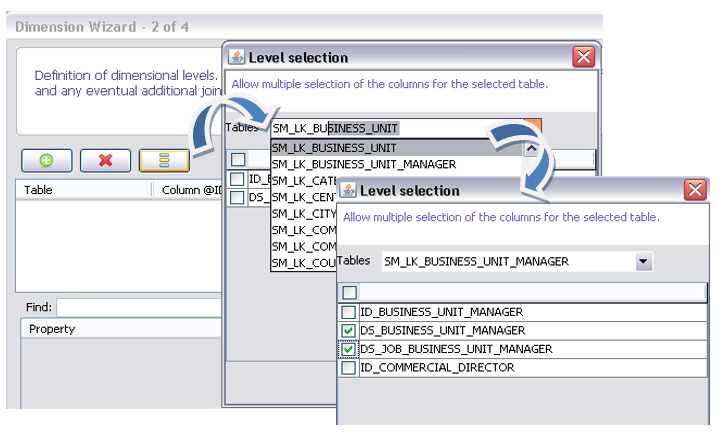 Dimension Wizard - 2 of 4
Definition of dimensional levels.
and any eventual additional join
Table
Column @ID
Find:
Property
Level selection
Allow multiple selection of the columns for the selected table.
Tables
SM_LK_BUSINESS_UNIT
SM_LK_BUSINESS_UNIT
SM_LK_BUSINESS_UNIT_MANAGER
SM_LK_CATE
SM_LK_CENT
SM_LK_CITY
SM_LK_COM
SM_LK_COM
SM_LK_COU
ID_
DS_
Level selection
Allow multiple selection of the columns for the selected table.
Tables
SM_LK_BUSINESS_UNIT_MANAGER
ID_BUSINESS_UNIT_MANAGER
DS_BUSINESS_UNIT_MANAGER
DS_JOB_BUSINESS_UNIT_MANAGER
ID_COMMERCIAL_DIRECTOR